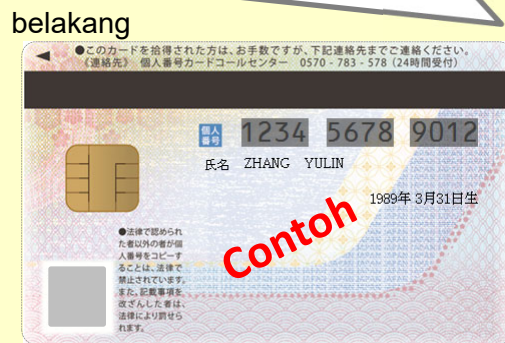 belakang
●このカードを拾得された方は、お手数ですが、下記連絡先までご連絡ください。
《連絡先》 個人番号カードコールセンター 0570 - 783 - 578 (24時間受付)
個人
番号
1234 5678 9012
氏名 ZHANG YULIN
1989年 3月31日生
Contoh
●法律で認められ
た者以外の者が個
人番号をコピーす
ることは、法律で
禁止されています。
また、記載事項を
改ざんした者は、
法律により罰せら
れます。